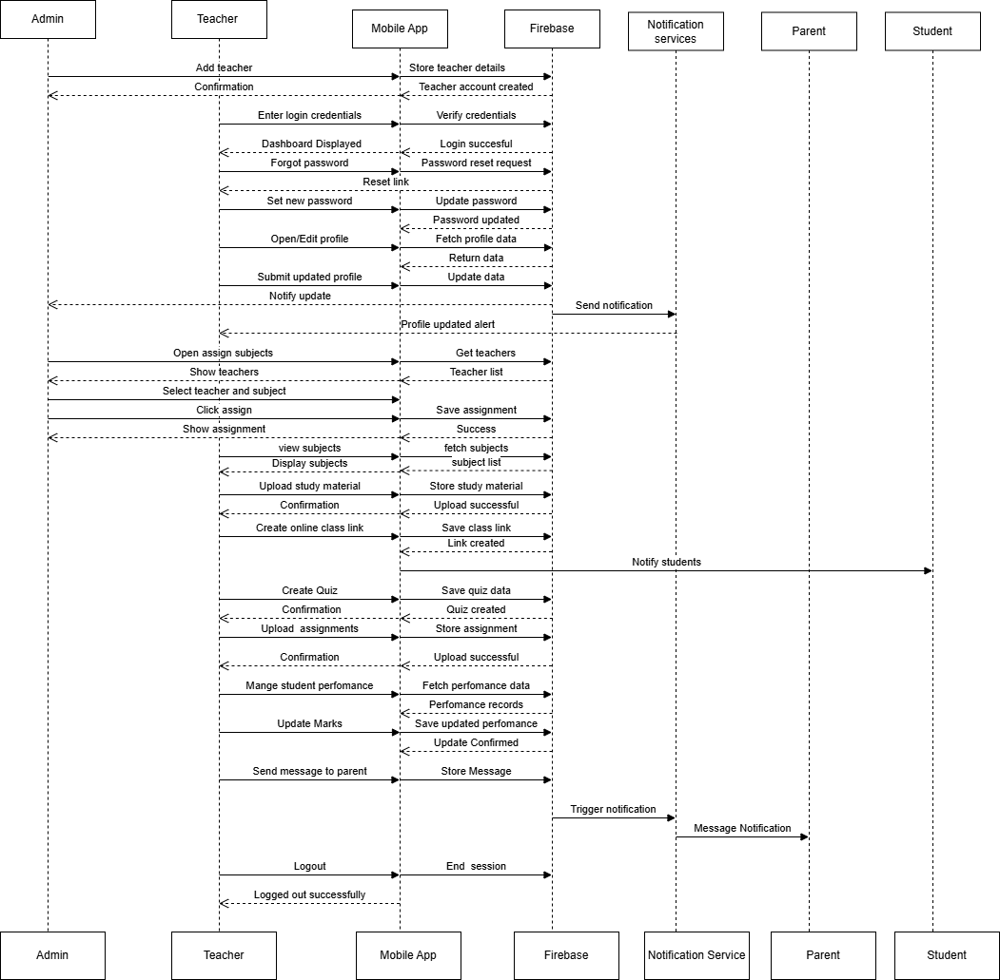 Admin
Teacher
Mobile App
Firebase
Notification
services
Parent
Student
Add teacher
Store teacher details
Confirmation
Teacher account created
Enter login credentials
Verify credentials
Dashboard Displayed
Login succesful
Forgot password
Password reset request
Reset link
Set new password
Update password
Password updated
Open/Edit profile
Fetch profile data
Return data
Submit updated profile
Update data
Notify update
Send notification
Profile updated alert
Open assign subjects
Get teachers
Show teachers
Teacher list
Select teacher and subject
Click assign
Save assignment
Show assignment
Success
view subjects
fetch subjects
Display subjects
subject list
Upload study material
Store study material
Confirmation
Upload successful
Create online class link
Save class link
Link created
Notify students
Create Quiz
Save quiz data
Confirmation
Quiz created
Upload  assignments
Store assignment
Confirmation
Upload successful
Mange student perfomance
Fetch perfomance data
Perfomance records
Update Marks
Save updated perfomance
Update Confirmed
Send message to parent
Store Message
Trigger notification
Message Notification
Logout
End  session
Logged out successfully
Admin
Teacher
Mobile App
Firebase
Notification Service
Parent
Student